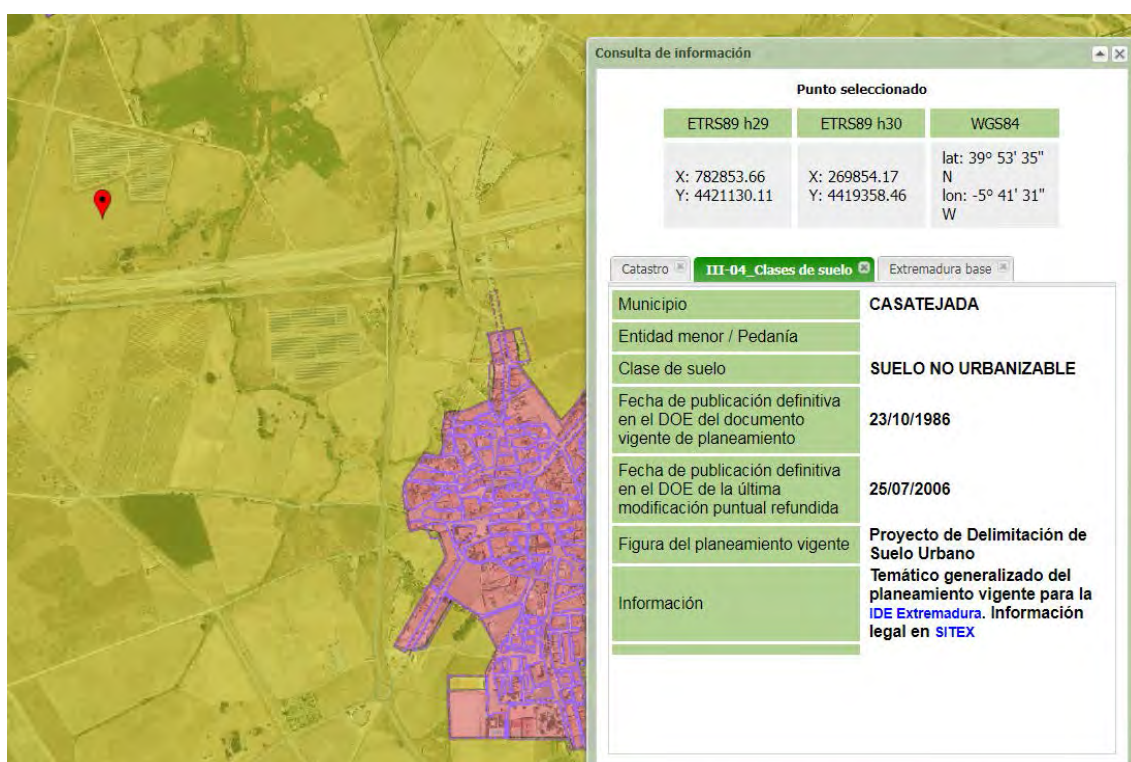 Consulta de información
Punto seleccionado
ETRS89 h29 ETRS89 h30 WGS84
X: 782853.66
Y: 4421130.11
X: 269854.17
Y: 4419358.46
lat: 39º 53' 35"
N
lon: -5º 41' 31"
W
Catastro III-04_Clases de suelo Extremadura base
Municipio CASATEJADA
Entidad menor / Pedanía
Clase de suelo SUELO NO URBANIZABLE
Fecha de publicación definitiva
en el DOE del documento
vigente de planeamiento
23/10/1986
Fecha de publicación definitiva
en el DOE de la última
modificación puntual refundida
25/07/2006
Figura del planeamiento vigente
Proyecto de Delimitación de
Suelo Urbano
Información
Temático generalizado del
planeamiento vigente para la
IDE Extremadura. Información
legal en SITEX